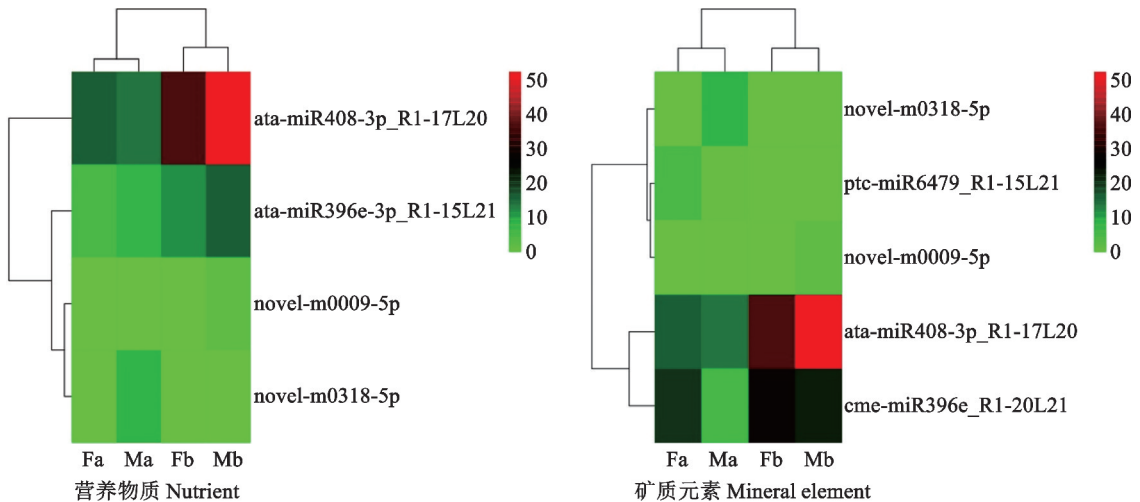 50
40
30
20
10
0
ata-miR408-3p_R1-17L20
ata-miR396e-3p_R1-15L21
novel-m0009-5p
novel-m0318-5p
Fa Ma Fb Mb
营养物质 Nutrient
50
40
30
20
10
0
novel-m0318-5p
ptc-miR6479_R1-15L21
novel-m0009-5p
ata-miR408-3p_R1-17L20
cme-miR396e_R1-20L21
Fa Ma Fb Mb
矿质元素 Mineral element